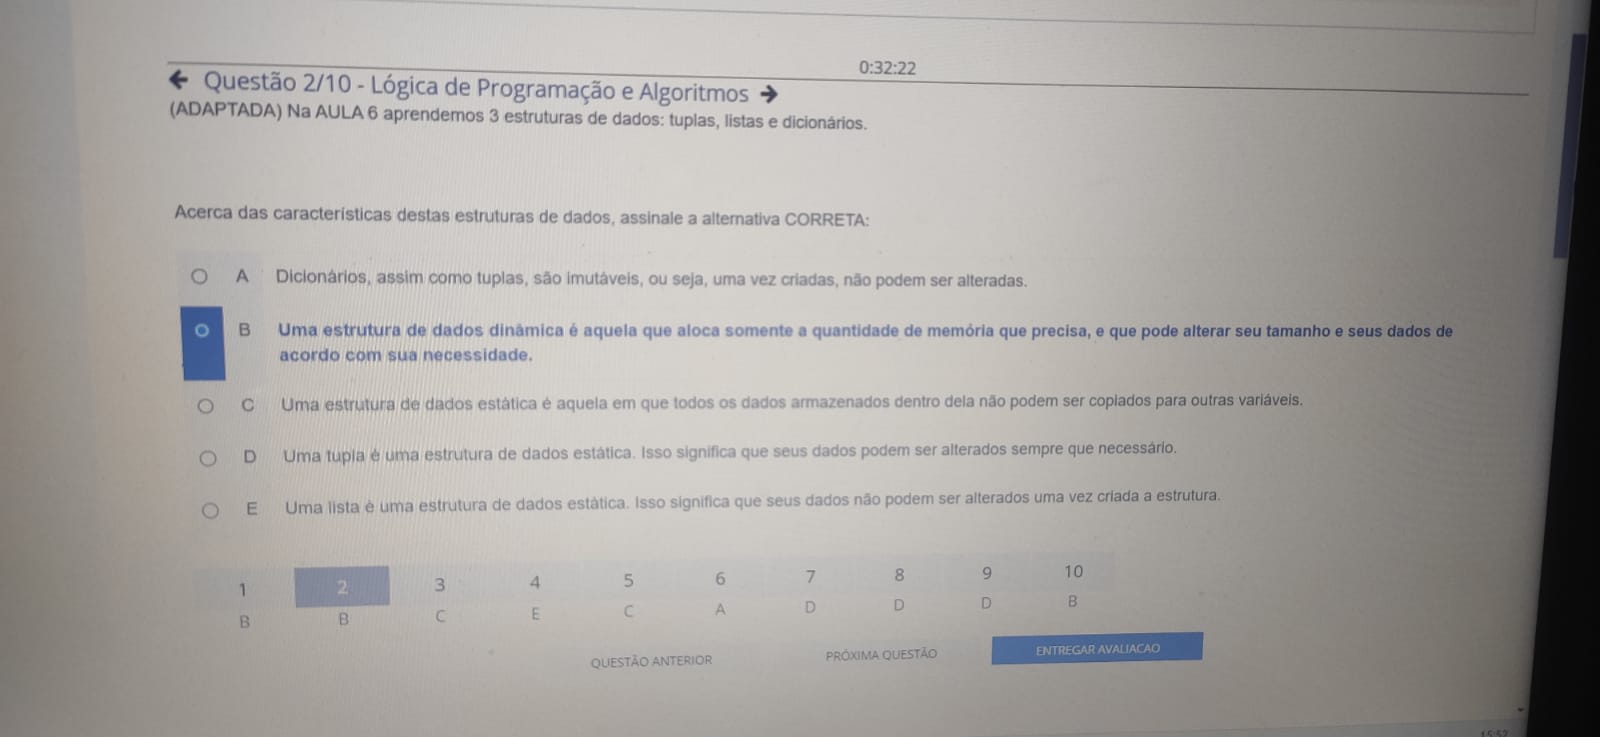 0:32:22
Questão 2/10 - Lógica de Programação e Algoritmos
(ADAPTADA) Na AULA 6 aprendemos 3 estruturas de dados: tuplas, listas e dicionários.
Acerca das características destas estruturas de dados, assinale a alternativa CORRETA:
A Dicionários, assim como tuplas, são imutáveis, ou seja, uma vez criadas, não podem ser alteradas.
B Uma estrutura de dados dinâmica é aquela que aloca somente a quantidade de memória que precisa, e que pode alterar seu tamanho e seus dados de
acordo com sua necessidade.
C Uma estrutura de dados estática é aquela em que todos os dados armazenados dentro dela não podem ser copiados para outras variáveis.
D Uma tupla é uma estrutura de dados estática. Isso significa que seus dados podem ser alterados sempre que necessário.
E Uma lista é uma estrutura de dados estática. Isso significa que seus dados não podem ser alterados uma vez criada a estrutura.
1 2 3 4 5 6 7 8 9 10
B B C E C A D D D B
QUESTÃO ANTERIOR PRÓXIMA QUESTÃO ENTREGAR AVALIACAO
15:52